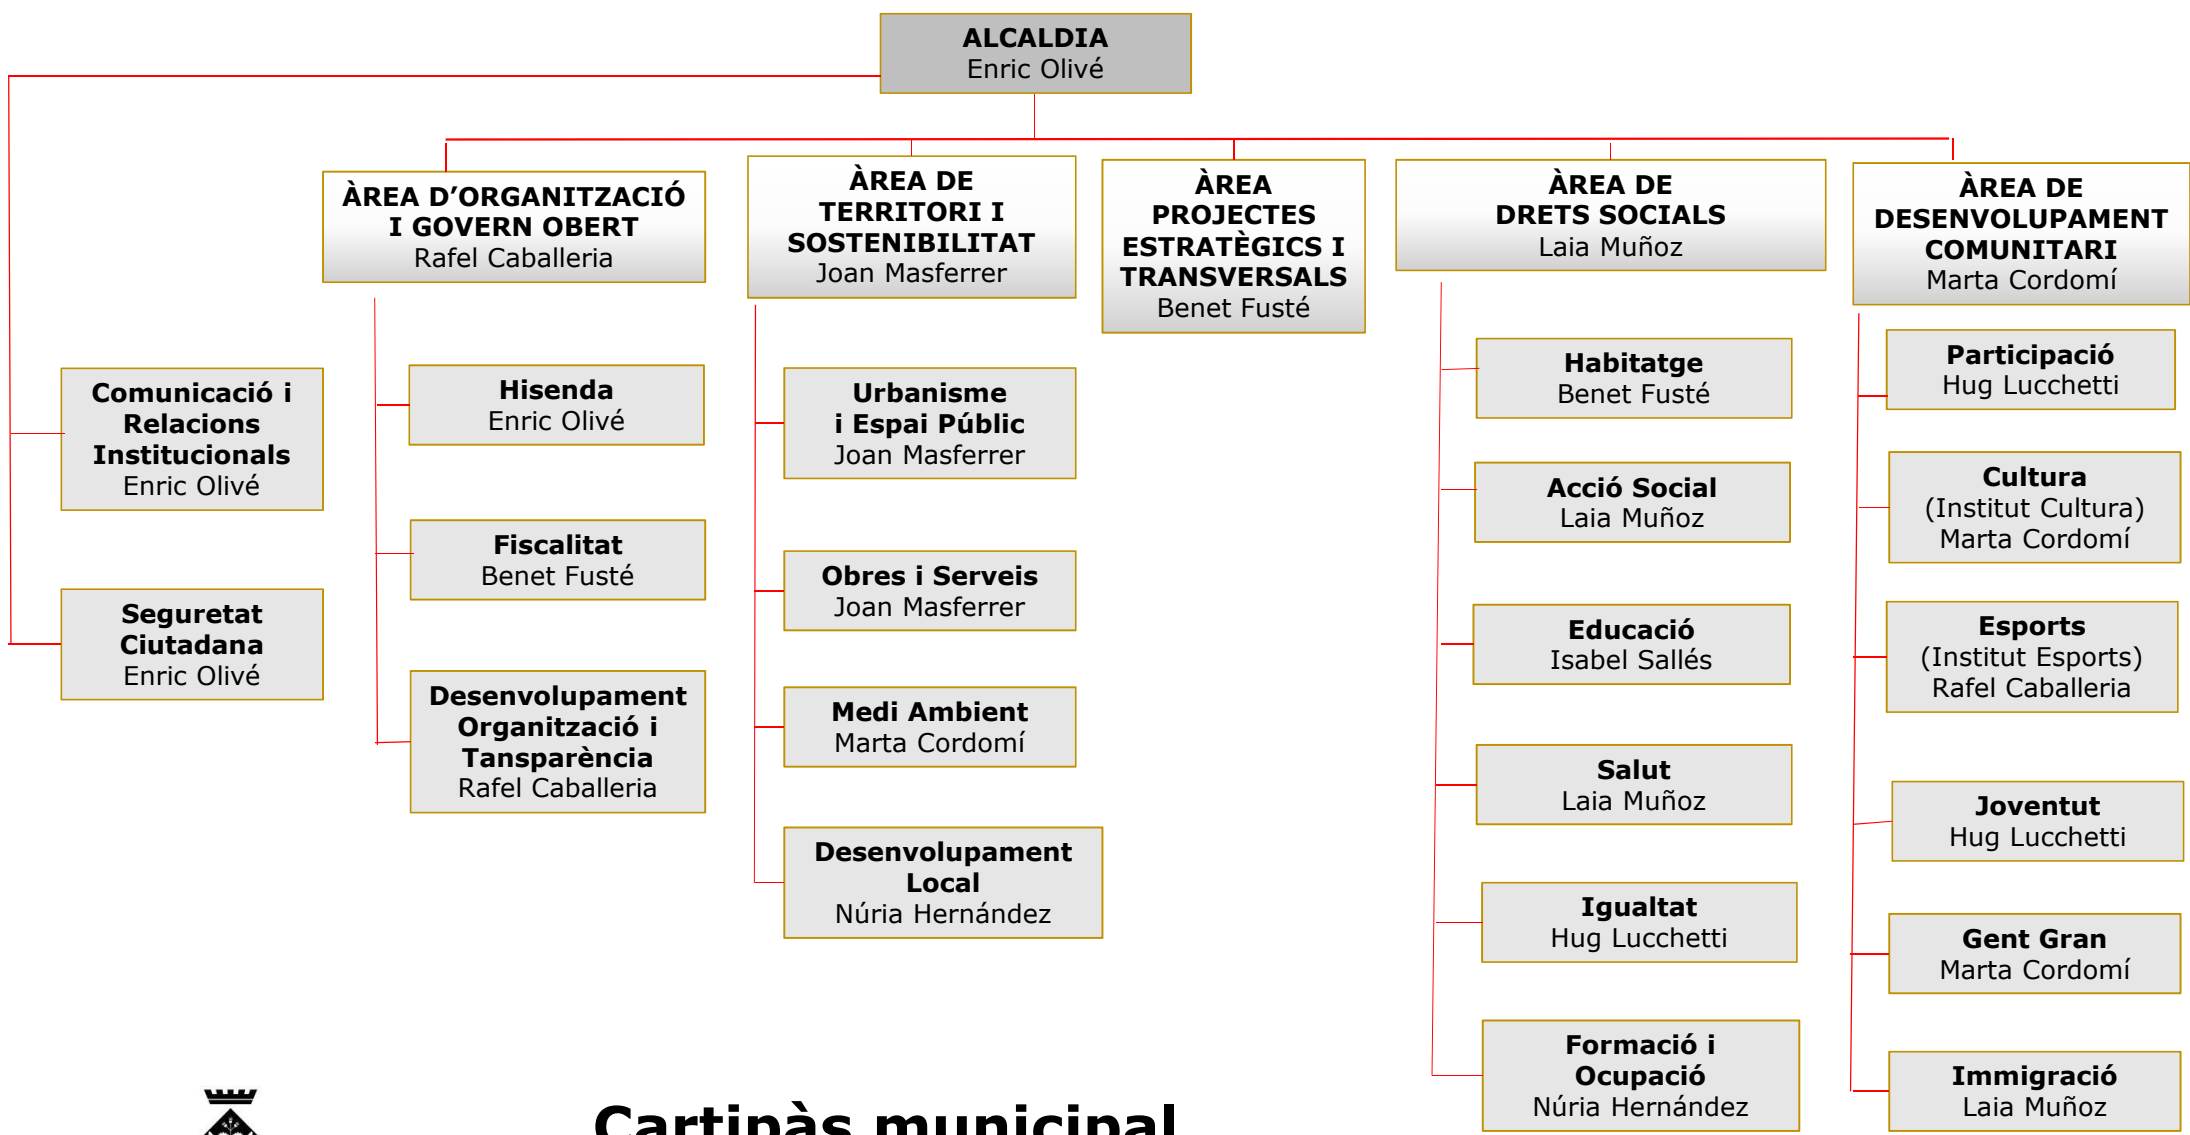 ALCALDIA
Enric Olivé
Comunicació i
Relacions
Institucionals
Enric Olivé
Seguretat
Ciutadana
Enric Olivé
ÀREA D’ORGANITZACIÓ
I GOVERN OBERT
Rafel Caballeria
Hisenda
Enric Olivé
Fiscalitat
Benet Fusté
Desenvolupament
Organització i
Tansparència
Rafel Caballeria
ÀREA DE
TERRITORI I
SOSTENIBILITAT
Joan Masferrer
Urbanisme
i Espai Públic
Joan Masferrer
Obres i Serveis
Joan Masferrer
Medi Ambient
Marta Cordomí
Desenvolupament
Local
Núria Hernández
ÀREA
PROJECTES
ESTRATÈGICS I
TRANSVERSALS
Benet Fusté
ÀREA DE
DRETS SOCIALS
Laia Muñoz
Habitatge
Benet Fusté
Acció Social
Laia Muñoz
Educació
Isabel Sallés
Salut
Laia Muñoz
Igualtat
Hug Lucchetti
Formació i
Ocupació
Núria Hernández
ÀREA DE
DESENVOLUPAMENT
COMUNITARI
Marta Cordomí
Participació
Hug Lucchetti
Cultura
(Institut Cultura)
Marta Cordomí
Esports
(Institut Esports)
Rafel Caballeria
Joventut
Hug Lucchetti
Gent Gran
Marta Cordomí
Immigració
Laia Muñoz
Cartipàs municipal